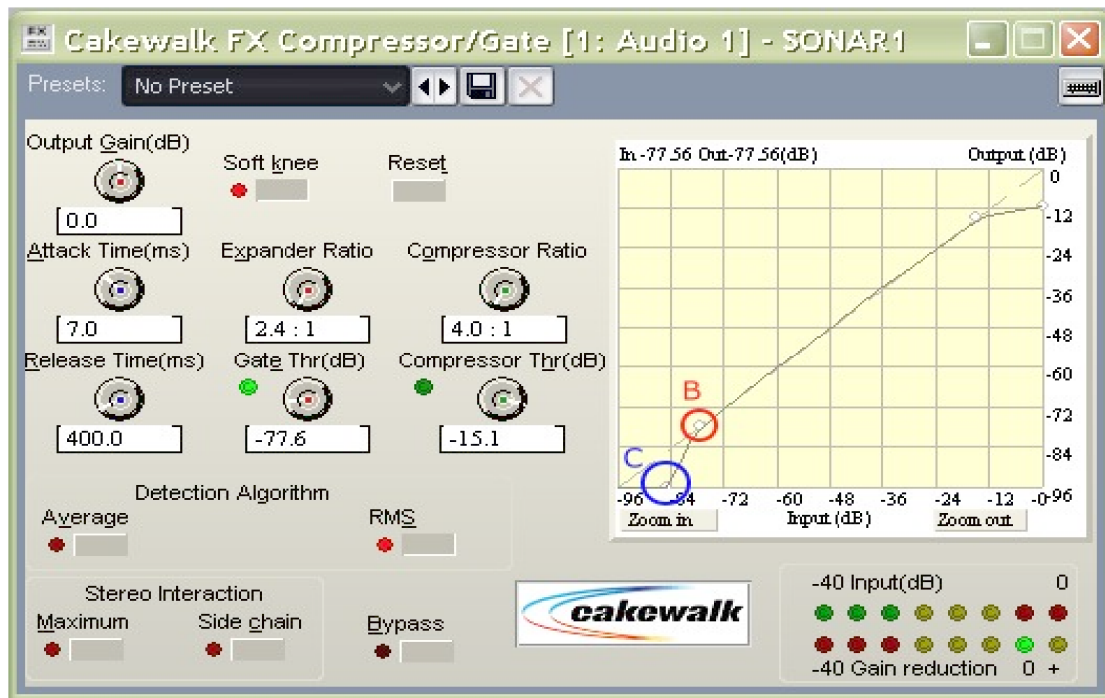 Cakewalk FX Compressor/Gate [1: Audio 1] - SONAR1
Presets: No Preset
Output Gain(dB)
Soft knee
Reset
0.0
Attack Time(ms)
Expander Ratio
Compressor Ratio
7.0
2.4 : 1
4.0 : 1
Release Time(ms)
Gate Thr(dB)
Compressor Thr(dB)
400.0
-77.6
-15.1
Detection Algorithm
Average
RMS
Stereo Interaction
Maximum
Side chain
Bypass
In -77.56 Out-77.56(dB)
Output (dB)
0
-12
-24
-36
-48
-60
-72
-84
-96
B
C
-96 -84 -72 -60 -48 -36 -24 -12 -0
Zoom in
Input (dB)
Zoom out
cakewalk
-40 Input(dB) 0
-40 Gain reduction 0 +